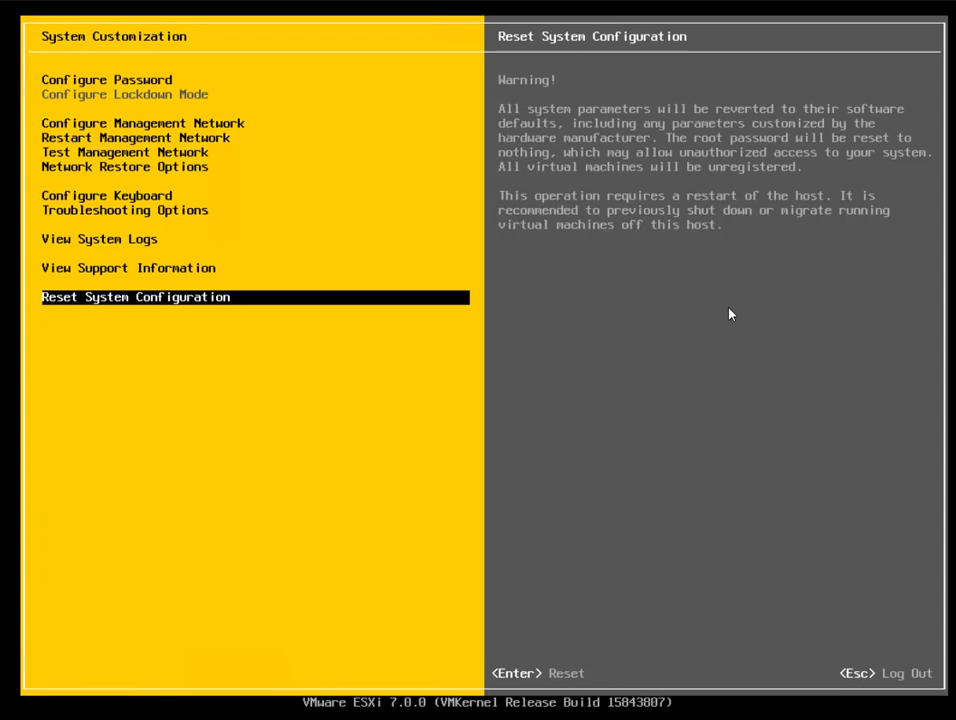 System Customization
Configure Password
Configure Lockdown Mode
Configure Management Network
Restart Management Network
Test Management Network
Network Restore Options
Configure Keyboard
Troubleshooting Options
View System Logs
View Support Information
Reset System Configuration
Reset System Configuration
Warning!
All system parameters will be reverted to their software
defaults, including any parameters customized by the
hardware manufacturer. The root password will be reset to
nothing, which may allow unauthorized access to your system.
All virtual machines will be unregistered.
This operation requires a restart of the host. It is
recommended to previously shut down or migrate running
virtual machines off this host.
<Enter> Reset
<Esc> Log Out
VMware ESXi 7.0.0 (VMKernel Release Build 15843807)